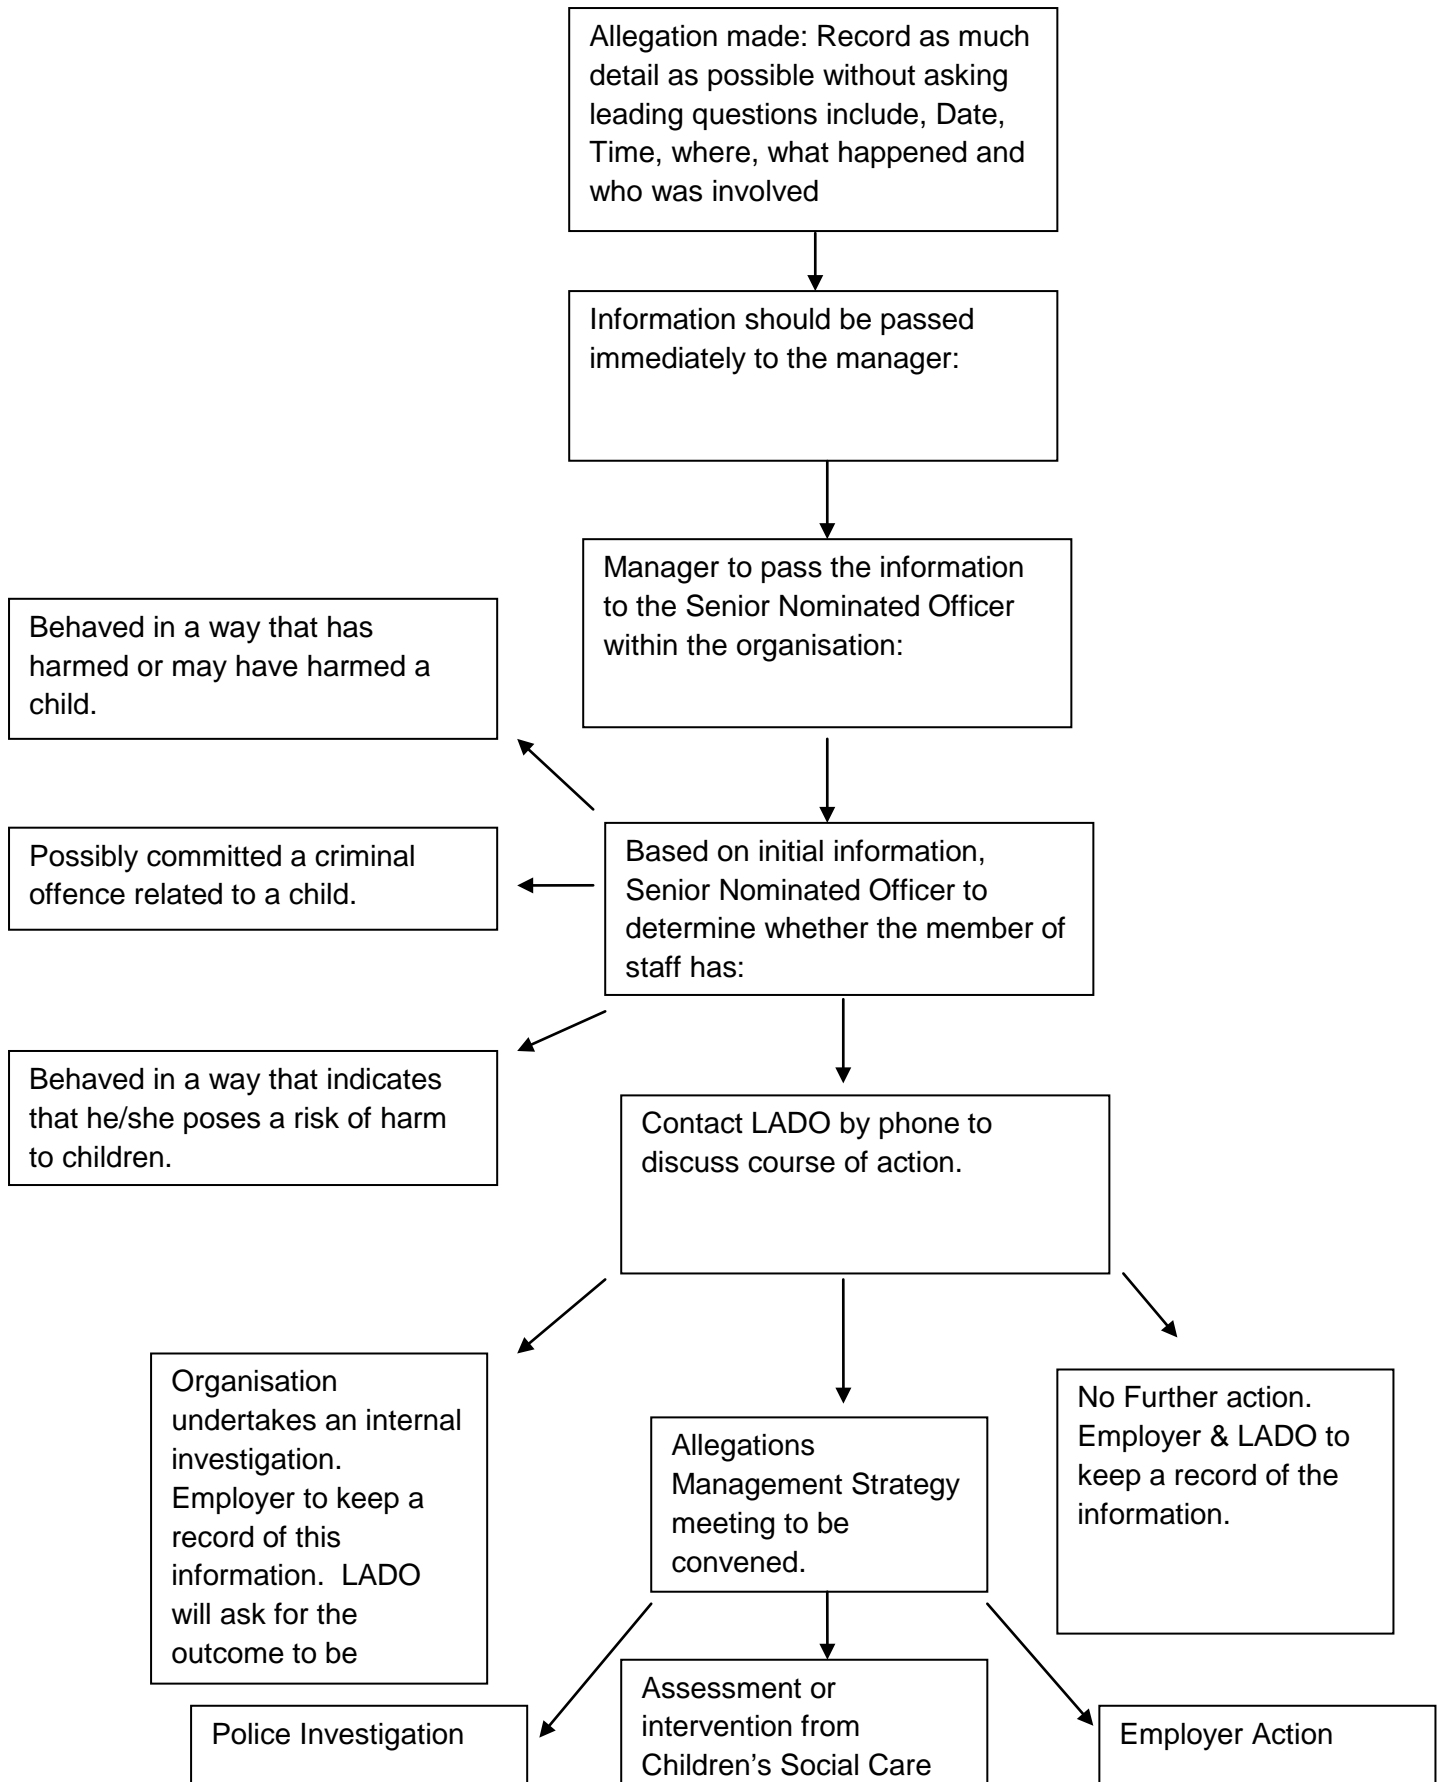 Allegation made: Record as much
detail as possible without asking
leading questions include, Date,
Time, where, what happened and
who was involved
Information should be passed
immediately to the manager:
Manager to pass the information
to the Senior Nominated Officer
within the organisation:
Behaved in a way that has
harmed or may have harmed a
child.
Possibly committed a criminal
offence related to a child.
Based on initial information,
Senior Nominated Officer to
determine whether the member of
staff has:
Behaved in a way that indicates
that he/she poses a risk of harm
to children.
Contact LADO by phone to
discuss course of action.
Organisation
undertakes an internal
investigation.
Employer to keep a
record of this
information.  LADO
will ask for the
outcome to be
Allegations
Management Strategy
meeting to be
convened.
No Further action.
Employer & LADO to
keep a record of the
information.
Police Investigation
Assessment or
intervention from
Children's Social Care
Employer Action